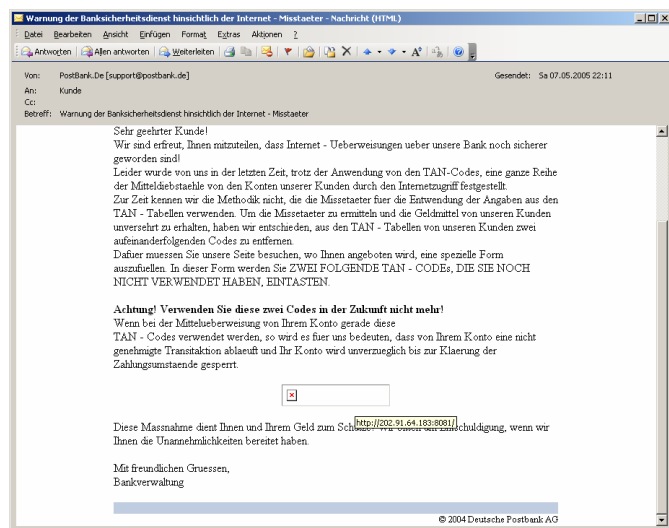 Warnung der Banksicherheitsdienst hinsichtlich der Internet - Misstaeter - Nachricht (HTML)
Datei Bearbeiten Ansicht Einfügen Format Extras Aktionen ?
Antworten Allen antworten Weiterleiten
Von: PostBank.De [support@postbank.de] Gesendet: Sa 07.05.2005 22:11
An: Kunde
Cc:
Betreff: Warnung der Banksicherheitsdienst hinsichtlich der Internet - Misstaeter
Sehr geehrter Kunde!
Wir sind erfreut, Ihnen mitzuteilen, dass Internet - Ueberweisungen ueber unsere Bank noch sicherer
geworden sind!
Leider wurde von uns in der letzten Zeit, trotz der Anwendung von den TAN-Codes, eine ganze Reihe
der Mitteldiebstaehle von den Konten unserer Kunden durch den Internetzugriff festgestellt.
Zur Zeit kennen wir die Methodik nicht, die die Missetaeter fuer die Entwendung der Angaben aus den
TAN - Tabellen verwenden. Um die Missetaeter zu ermitteln und die Geldmittel von unseren Kunden
unversehrt zu erhalten, haben wir entschieden, aus den TAN - Tabellen von unseren Kunden zwei
aufeinanderfolgenden Codes zu entfernen.
Dafuer muessen Sie unsere Seite besuchen, wo Ihnen angeboten wird, eine spezielle Form
auszufuellen. In dieser Form werden Sie ZWEI FOLGENDE TAN - CODEs, DIE SIE NOCH
NICHT VERWENDET HABEN, EINTASTEN.
Achtung! Verwenden Sie diese zwei Codes in der Zukunft nicht mehr!
Wenn bei der Mittelueberweisung von Ihrem Konto gerade diese
TAN - Codes verwendet werden, so wird es fuer uns bedeuten, dass von Ihrem Konto eine nicht
genehmigte Transitaktion ablaeuft und Ihr Konto wird unverzueglich bis zur Klaerung der
Zahlungsumstaende gesperrt.
http://202.91.64.183:8081/
Diese Massnahme dient Ihnen und Ihrem Geld zum wenn wir
Ihnen die Unannehmlichkeiten bereitet haben.
Mit freundlichen Gruessen,
Bankverwaltung
© 2004 Deutsche Postbank AG